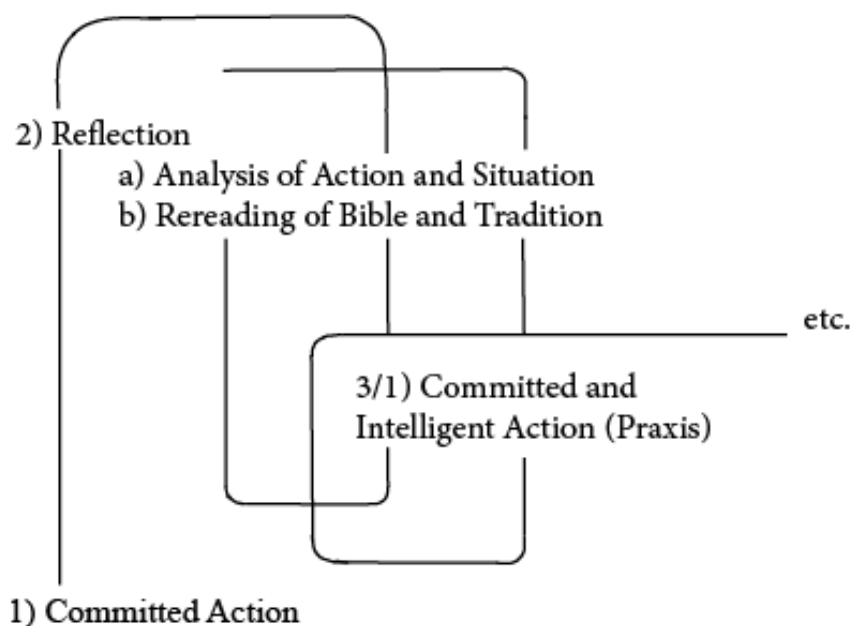 2) Reflection
a) Analysis of Action and Situation
b) Rereading of Bible and Tradition
etc.
3/1) Committed and
Intelligent Action (Praxis)
1) Committed Action